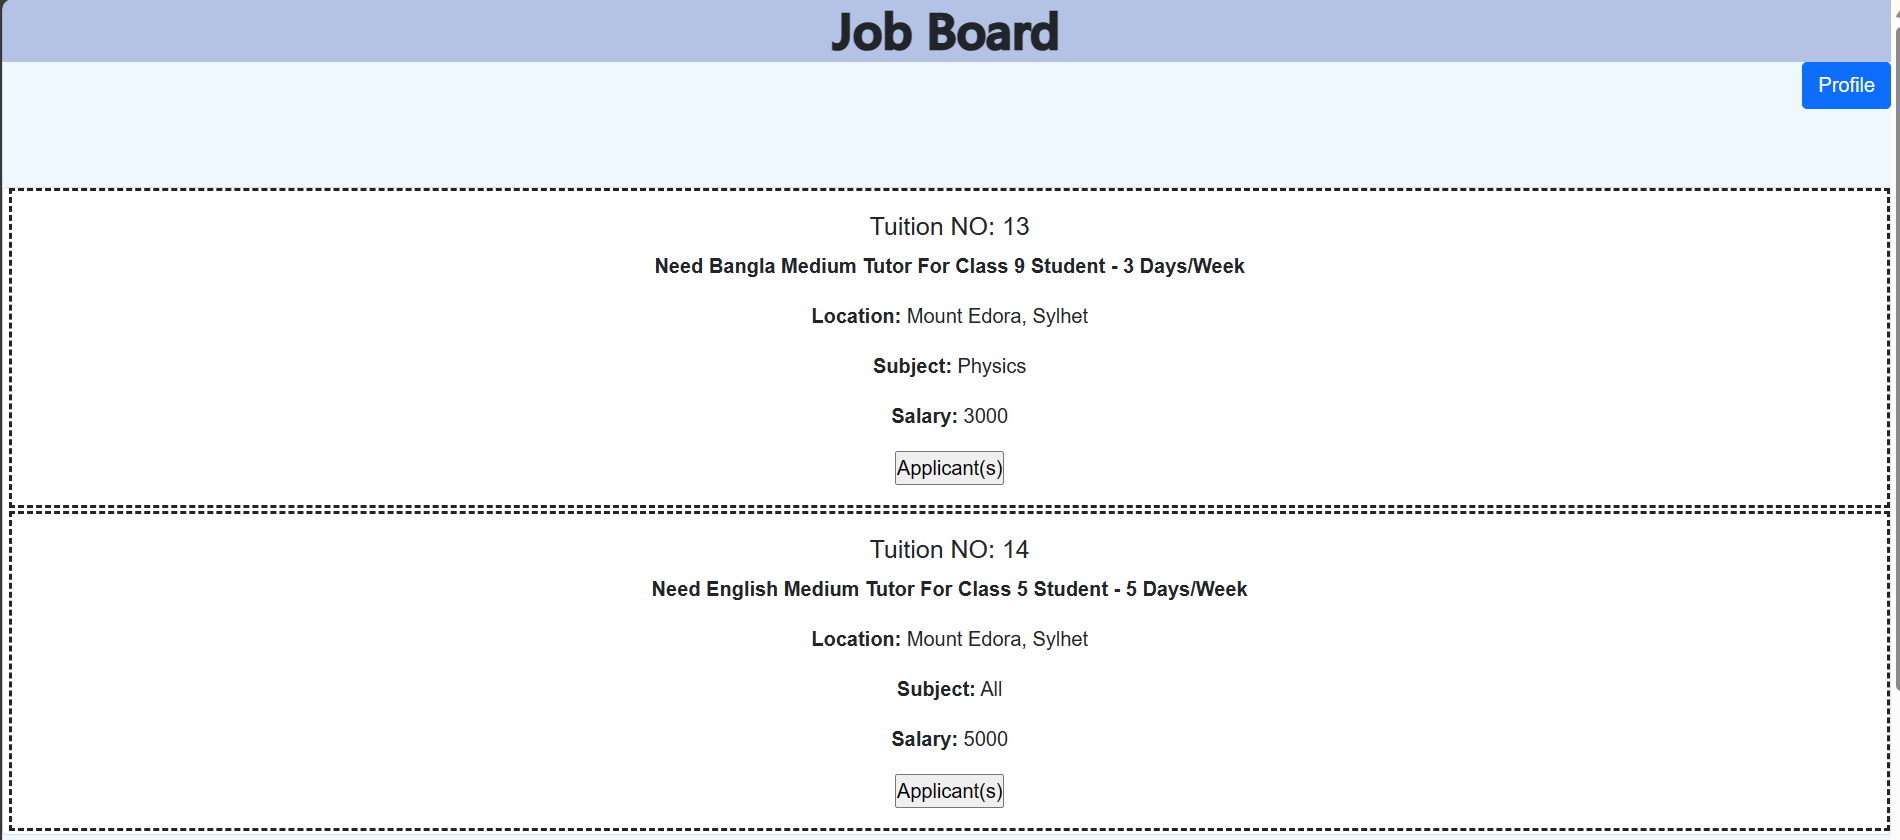 Job Board
Profile
Tuition NO: 13
Need Bangla Medium Tutor For Class 9 Student - 3 Days/Week
Location: Mount Edora, Sylhet
Subject: Physics
Salary: 3000
Applicant(s)
Tuition NO: 14
Need English Medium Tutor For Class 5 Student - 5 Days/Week
Location: Mount Edora, Sylhet
Subject: All
Salary: 5000
Applicant(s)